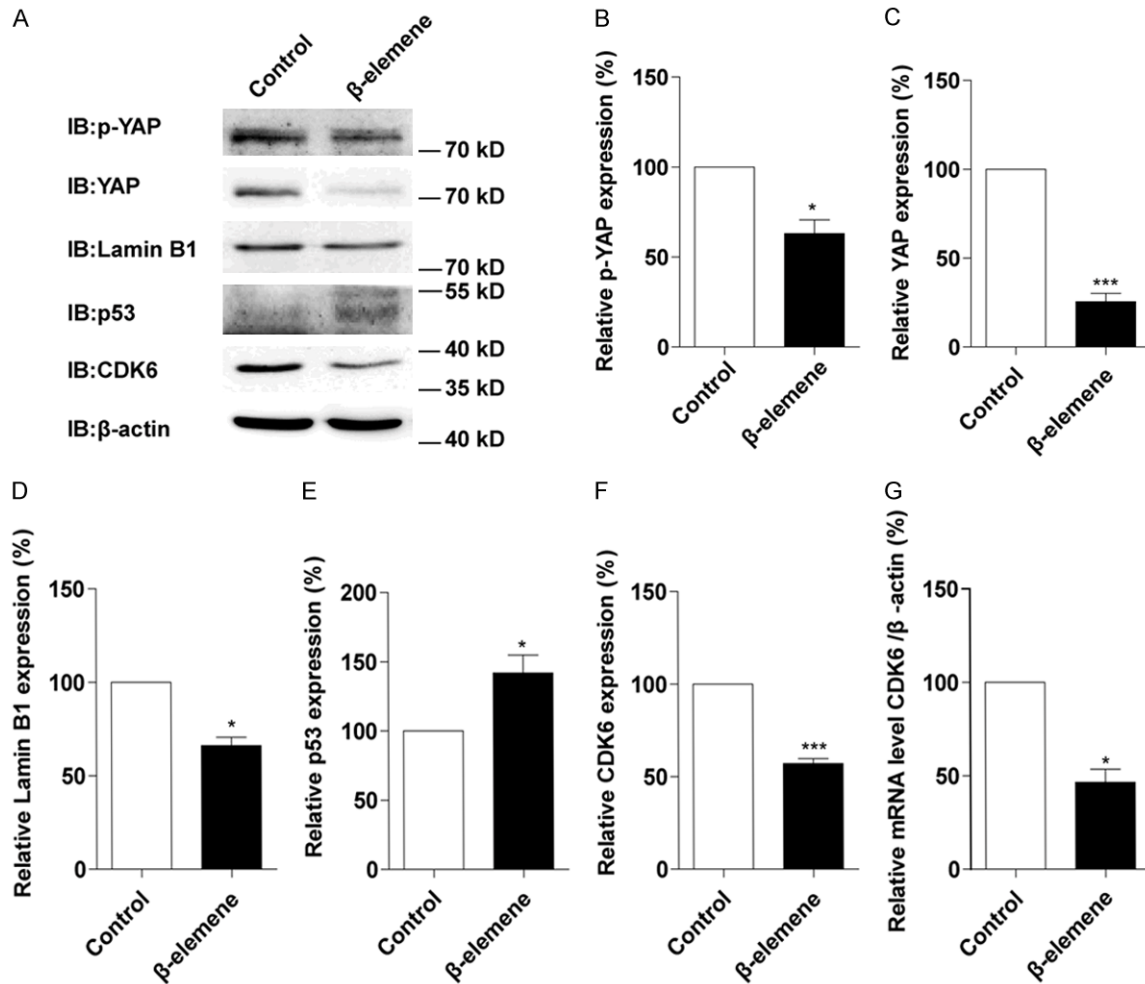 A
Control
β-elemene
IB:p-YAP
70 kD
IB:YAP
70 kD
IB:Lamin B1
70 kD
55 kD
IB:p53
40 kD
IB:CDK6
35 kD
IB:β-actin
40 kD
B
Relative p-YAP expression (%)
150
100
50
0
*
Control
β-elemene
C
Relative YAP expression (%)
150
100
50
0
***
Control
β-elemene
D
Relative Lamin B1 expression (%)
150
100
50
0
*
Control
β-elemene
E
Relative p53 expression (%)
200
150
100
50
0
*
Control
β-elemene
F
Relative CDK6 expression (%)
150
100
50
0
***
Control
β-elemene
G
Relative mRNA level CDK6 /β -actin (%)
150
100
50
0
*
Control
β-elemene